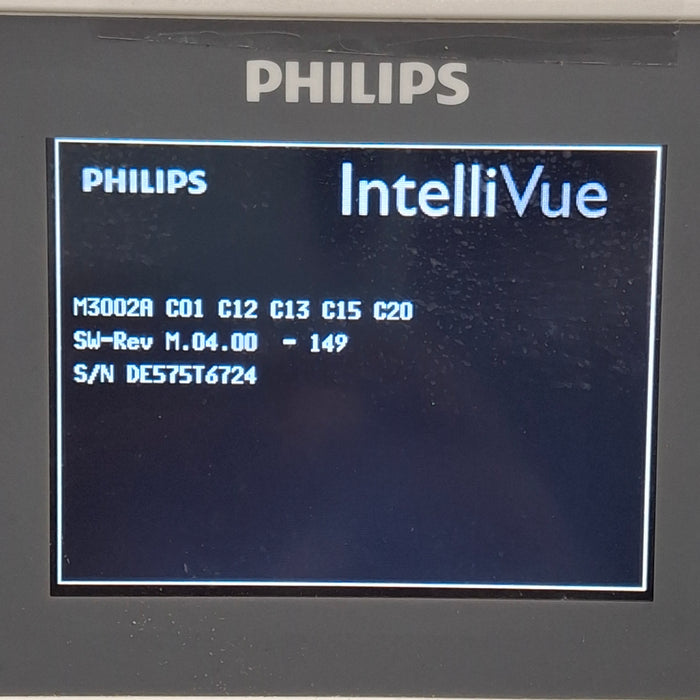 PHILIPS
PHILIPS IntelliVue
M3002A C01 C12 C13 C15 C20
SW-Rev M.04.00 - 149
S/N DE575T6724